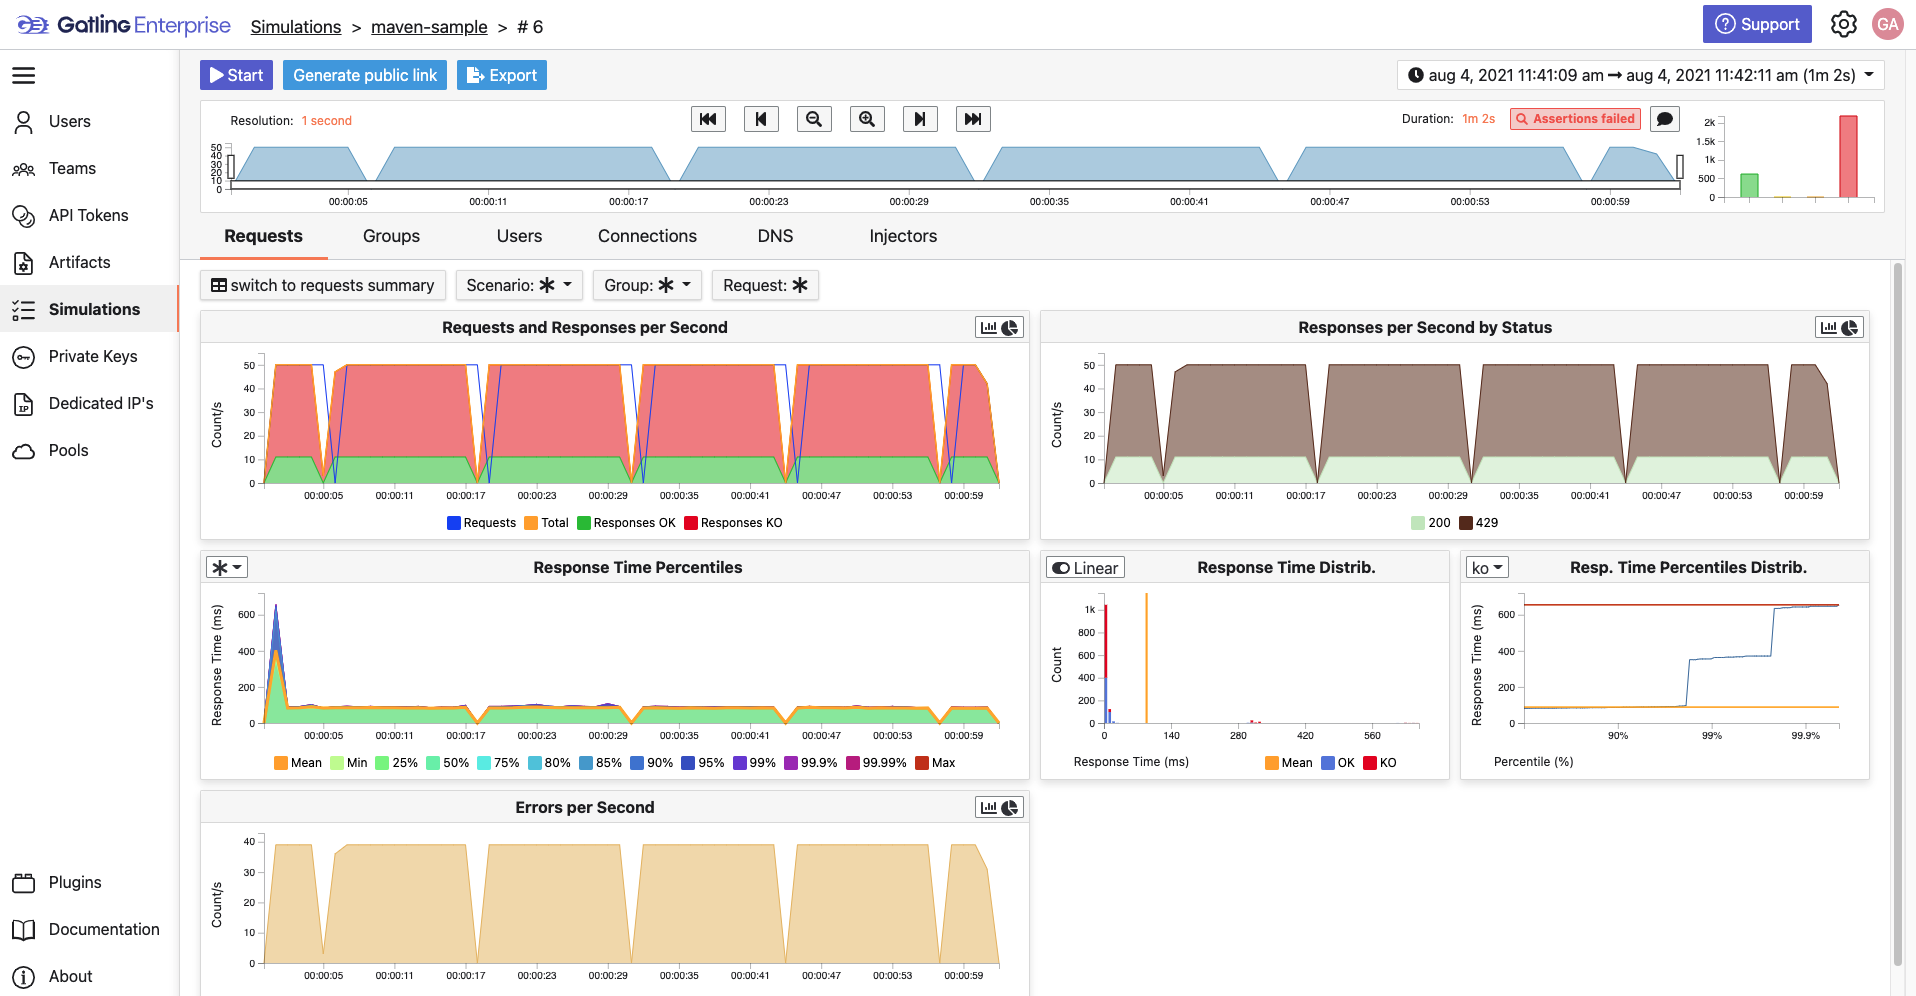 Gatling Enterprise Simulations > maven-sample > # 6 Support GA
Start Generate public link Export aug 4, 2021 11:41:09 am → aug 4, 2021 11:42:11 am (1m 2s)
Users
Teams
API Tokens
Artifacts
Simulations
Private Keys
Dedicated IP's
Pools
Plugins
Documentation
About
Resolution: 1 second
Duration: 1m 2s Assertions failed
50
40
30
20
10
0
00:00:05 00:00:11 00:00:17 00:00:23 00:00:29 00:00:35 00:00:41 00:00:47 00:00:53 00:00:59
2k
1.5k
1k
500
0
Requests Groups Users Connections DNS Injectors
switch to requests summary Scenario: Group: Request:
Requests and Responses per Second
Count/s
50
40
30
20
10
0
00:00:05 00:00:11 00:00:17 00:00:23 00:00:29 00:00:35 00:00:41 00:00:47 00:00:53 00:00:59
Requests Total Responses OK Responses KO
Responses per Second by Status
Count/s
50
40
30
20
10
0
00:00:05 00:00:11 00:00:17 00:00:23 00:00:29 00:00:35 00:00:41 00:00:47 00:00:53 00:00:59
200 429
Response Time Percentiles
Response Time (ms)
600
400
200
0
00:00:05 00:00:11 00:00:17 00:00:23 00:00:29 00:00:35 00:00:41 00:00:47 00:00:53 00:00:59
Mean Min 25% 50% 75% 80% 85% 90% 95% 99% 99.9% 99.99% Max
Linear Response Time Distrib.
Count
1k
800
600
400
200
0
0 140 280 420 560
Response Time (ms) Mean OK KO
ko Resp. Time Percentiles Distrib.
Response Time (ms)
600
400
200
0
90% 99% 99.9%
Percentile (%)
Errors per Second
Count/s
40
30
20
10
0
00:00:05 00:00:11 00:00:17 00:00:23 00:00:29 00:00:35 00:00:41 00:00:47 00:00:53 00:00:59